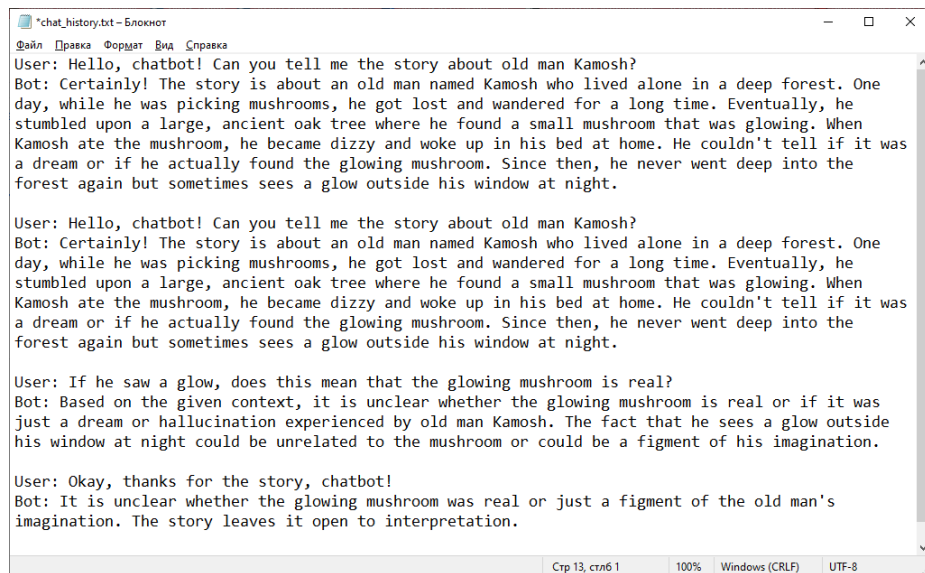 *chat_history.txt – Блокнот
Файл Правка Формат Вид Справка
User: Hello, chatbot! Can you tell me the story about old man Kamosh?
Bot: Certainly! The story is about an old man named Kamosh who lived alone in a deep forest. One
day, while he was picking mushrooms, he got lost and wandered for a long time. Eventually, he
stumbled upon a large, ancient oak tree where he found a small mushroom that was glowing. When
Kamosh ate the mushroom, he became dizzy and woke up in his bed at home. He couldn't tell if it was
a dream or if he actually found the glowing mushroom. Since then, he never went deep into the
forest again but sometimes sees a glow outside his window at night.

User: Hello, chatbot! Can you tell me the story about old man Kamosh?
Bot: Certainly! The story is about an old man named Kamosh who lived alone in a deep forest. One
day, while he was picking mushrooms, he got lost and wandered for a long time. Eventually, he
stumbled upon a large, ancient oak tree where he found a small mushroom that was glowing. When
Kamosh ate the mushroom, he became dizzy and woke up in his bed at home. He couldn't tell if it was
a dream or if he actually found the glowing mushroom. Since then, he never went deep into the
forest again but sometimes sees a glow outside his window at night.

User: If he saw a glow, does this mean that the glowing mushroom is real?
Bot: Based on the given context, it is unclear whether the glowing mushroom is real or if it was
just a dream or hallucination experienced by old man Kamosh. The fact that he sees a glow outside
his window at night could be unrelated to the mushroom or could be a figment of his imagination.

User: Okay, thanks for the story, chatbot!
Bot: It is unclear whether the glowing mushroom was real or just a figment of the old man's
imagination. The story leaves it open to interpretation.
Стр 13, стлб 1 100% Windows (CRLF) UTF-8